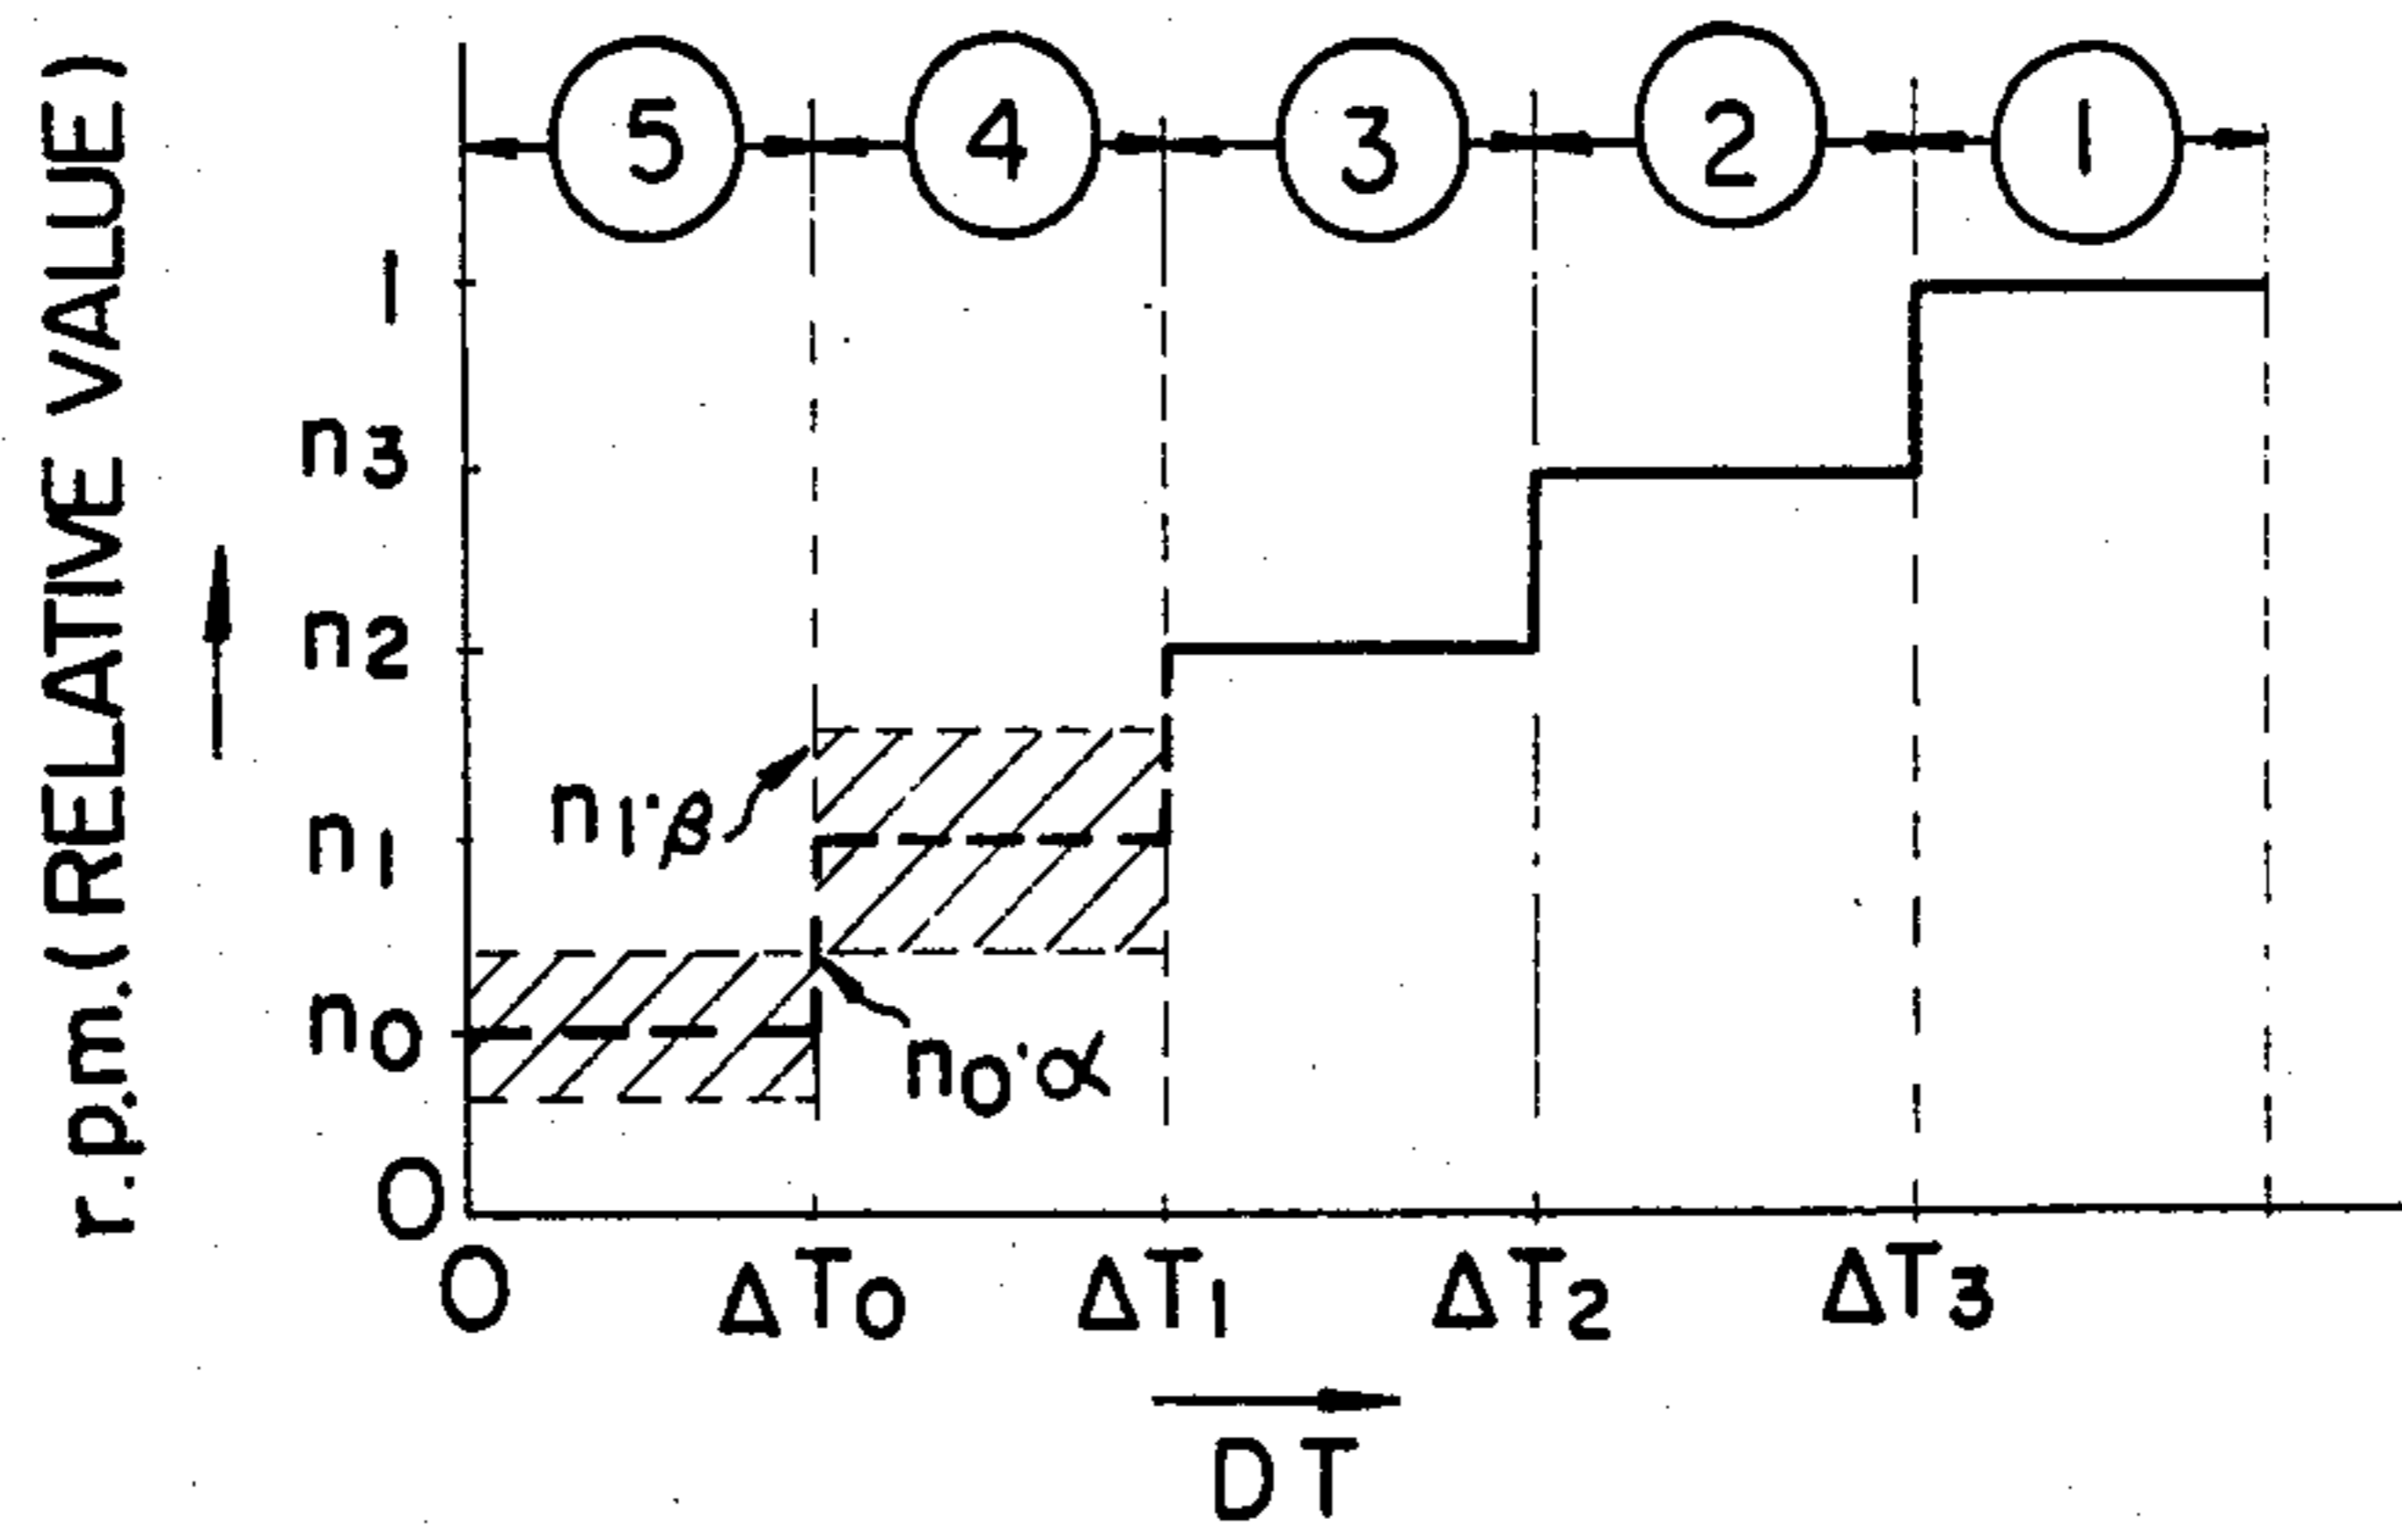 r.p.m. (RELATIVE VALUE)
5 4 3 2 1
1
n3
n2
n1
n0
0
n1·β
n0·α
0 ΔT0 ΔT1 ΔT2 ΔT3
DT